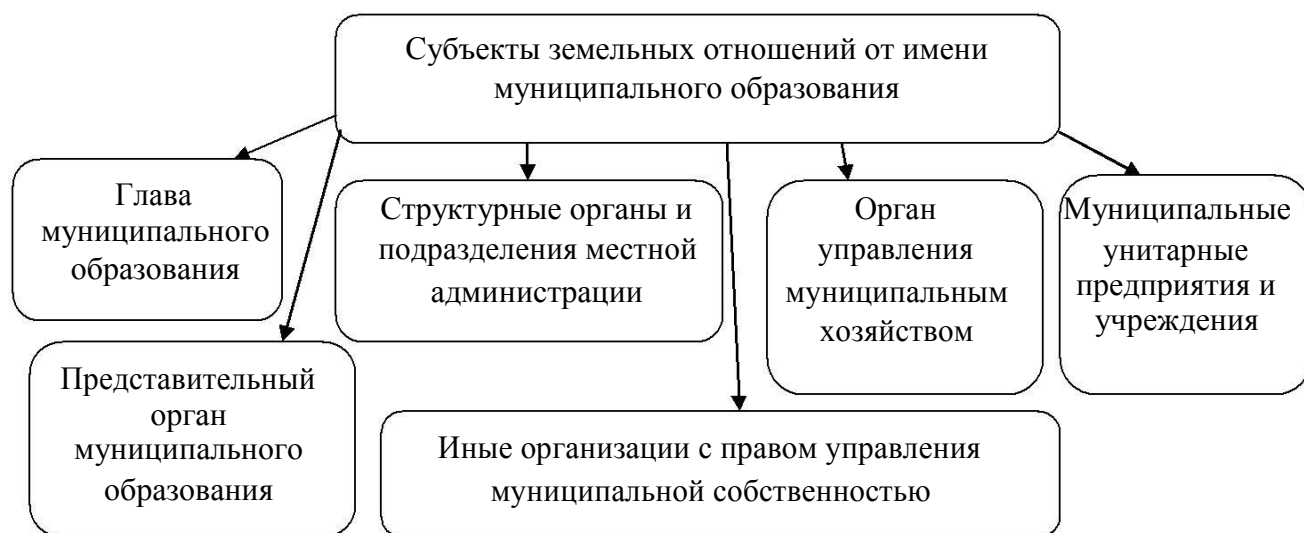 Субъекты земельных отношений от имени
муниципального образования
Глава
муниципального
образования
Структурные органы и
подразделения местной
администрации
Орган
управления
муниципальным
хозяйством
Муниципальные
унитарные
предприятия и
учреждения
Представительный
орган
муниципального
образования
Иные организации с правом управления
муниципальной собственностью